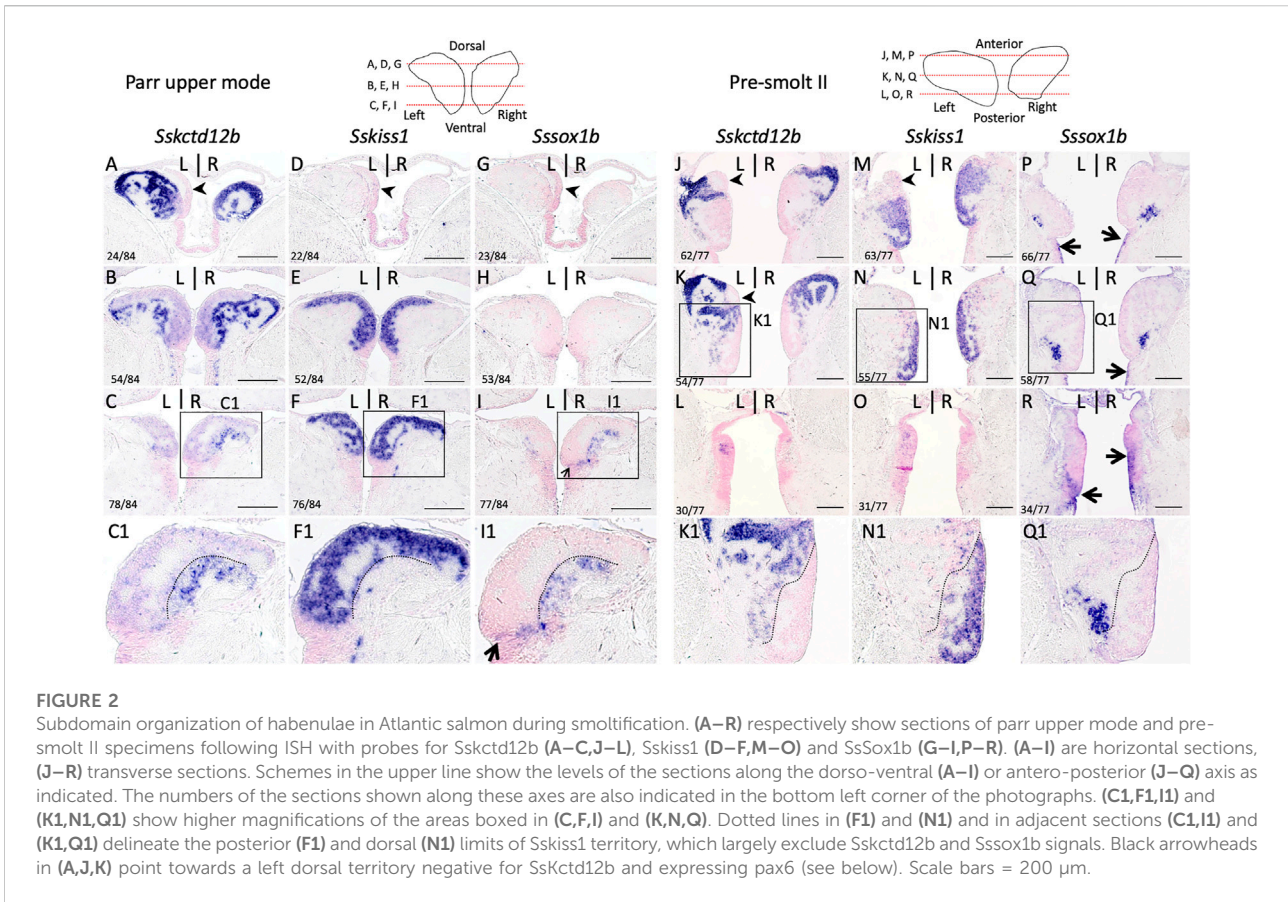 Dorsal
Anterior
A, D, G
J, M, P
Parr upper mode
B, E, H
Pre-smolt II
K, N, Q
C, F, I
L, O, R
Left
Right
Left
Right
Ventral
Posterior
Sskctd12b
Sskiss1
Sssox1b
Sskctd12b
Sskiss1
Sssox1b
A L R
D L R
G L R
J L R
M L R
P L R
24/84
22/84
23/84
62/77
63/77
66/77
B L R
E L R
H L R
K L R
N L R
Q L R
K1
N1
Q1
54/84
52/84
53/84
54/77
55/77
58/77
C L R C1
F L R F1
I L R I1
L L R
O L R
R L R
78/84
76/84
77/84
30/77
31/77
34/77
C1
F1
I1
K1
N1
Q1
FIGURE 2
Subdomain organization of habenulae in Atlantic salmon during smoltification. (A–R) respectively show sections of parr upper mode and pre-
smolt II specimens following ISH with probes for Sskctd12b (A–C,J–L), Sskiss1 (D–F,M–O) and SsSox1b (G–I,P–R). (A–I) are horizontal sections,
(J–R) transverse sections. Schemes in the upper line show the levels of the sections along the dorso-ventral (A–I) or antero-posterior (J–Q) axis as
indicated. The numbers of the sections shown along these axes are also indicated in the bottom left corner of the photographs. (C1,F1,I1) and
(K1,N1,Q1) show higher magnifications of the areas boxed in (C,F,I) and (K,N,Q). Dotted lines in (F1) and (N1) and in adjacent sections (C1,I1) and
(K1,Q1) delineate the posterior (F1) and dorsal (N1) limits of Sskiss1 territory, which largely exclude Sskctd12b and Sssox1b signals. Black arrowheads
in (A,J,K) point towards a left dorsal territory negative for SsKctd12b and expressing pax6 (see below). Scale bars = 200 µm.